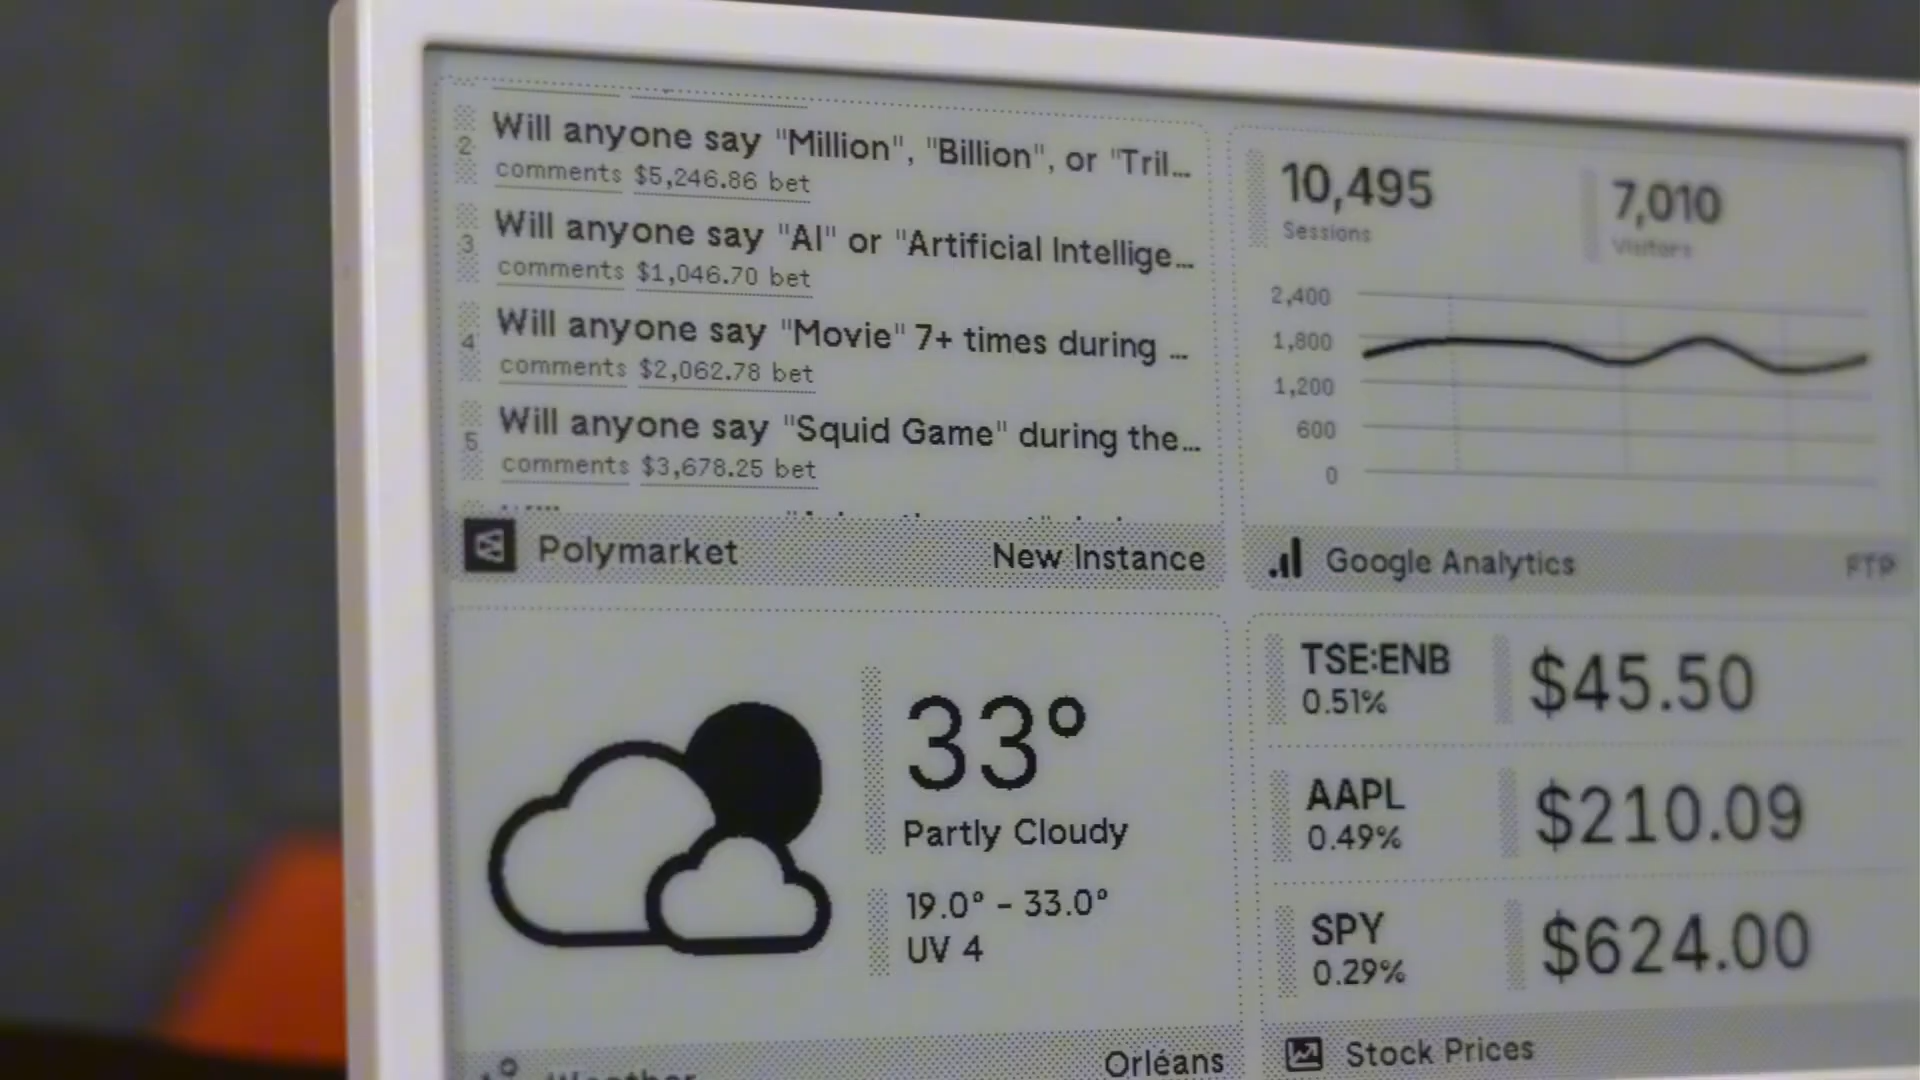 2
Will anyone say "Million", "Billion", or "Tril...
comments $5,246.86 bet
3
Will anyone say "AI" or "Artificial Intellige...
comments $1,046.70 bet
4
Will anyone say "Movie" 7+ times during ...
comments $2,062.78 bet
5
Will anyone say "Squid Game" during the...
comments $3,678.25 bet
Polymarket New Instance
10,495 7,010
Sessions Visitors
2,400
1,800
1,200
600
0
Google Analytics FTP
33°
Partly Cloudy
19.0° - 33.0°
UV 4
Weather Orléans
TSE:ENB $45.50
0.51%
AAPL $210.09
0.49%
SPY $624.00
0.29%
Stock Prices